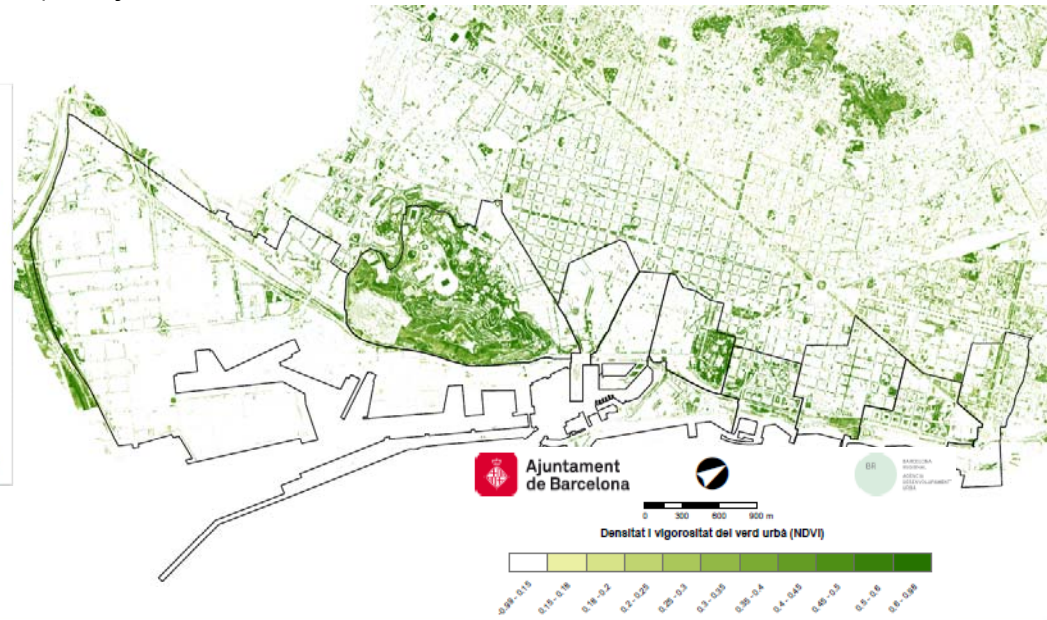 Ajuntament
de Barcelona
BR
BARCELONA
REGIONAL
AGÈNCIA
URBÀ
0 300 600 900 m
Densitat i vigorositat del verd urbà (NDVI)
-0,99 - 0,15
0,15 - 0,18
0,18 - 0,2
0,2 - 0,25
0,25 - 0,3
0,3 - 0,35
0,35 - 0,4
0,4 - 0,45
0,45 - 0,5
0,5 - 0,6
0,6 - 0,98